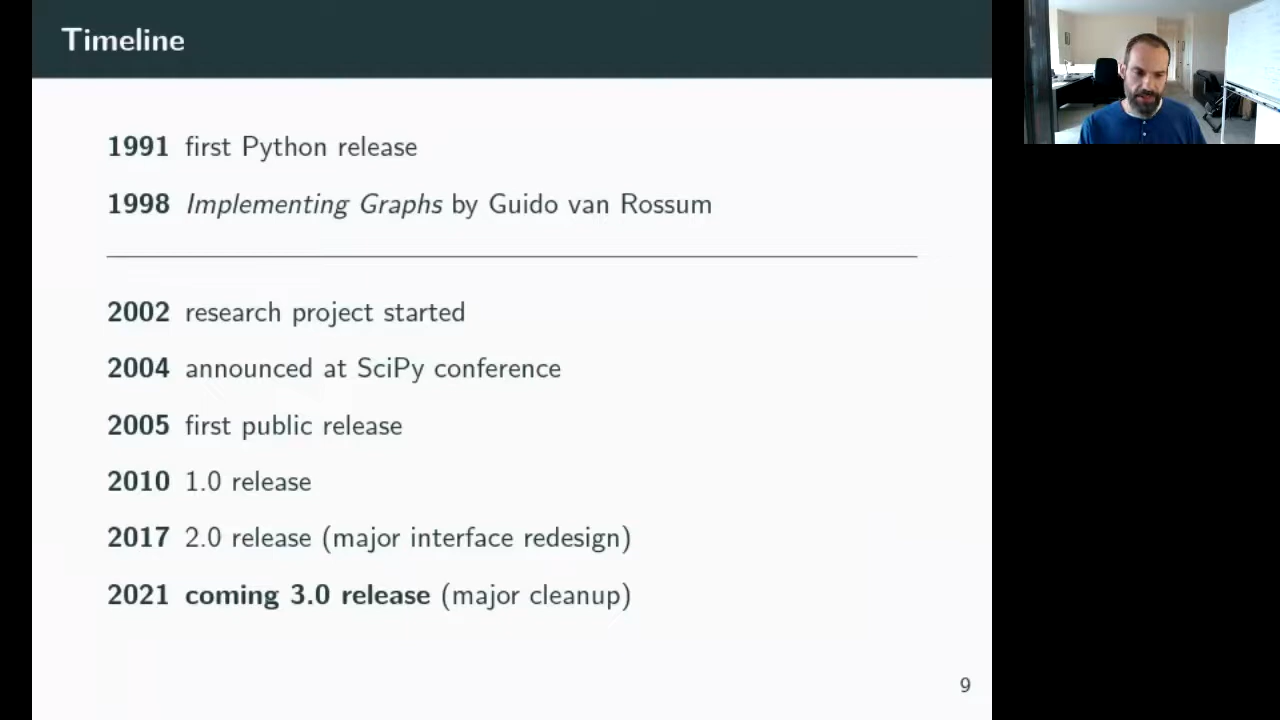 Timeline
1991 first Python release
1998 Implementing Graphs by Guido van Rossum
2002 research project started
2004 announced at SciPy conference
2005 first public release
2010 1.0 release
2017 2.0 release (major interface redesign)
2021 coming 3.0 release (major cleanup)
9